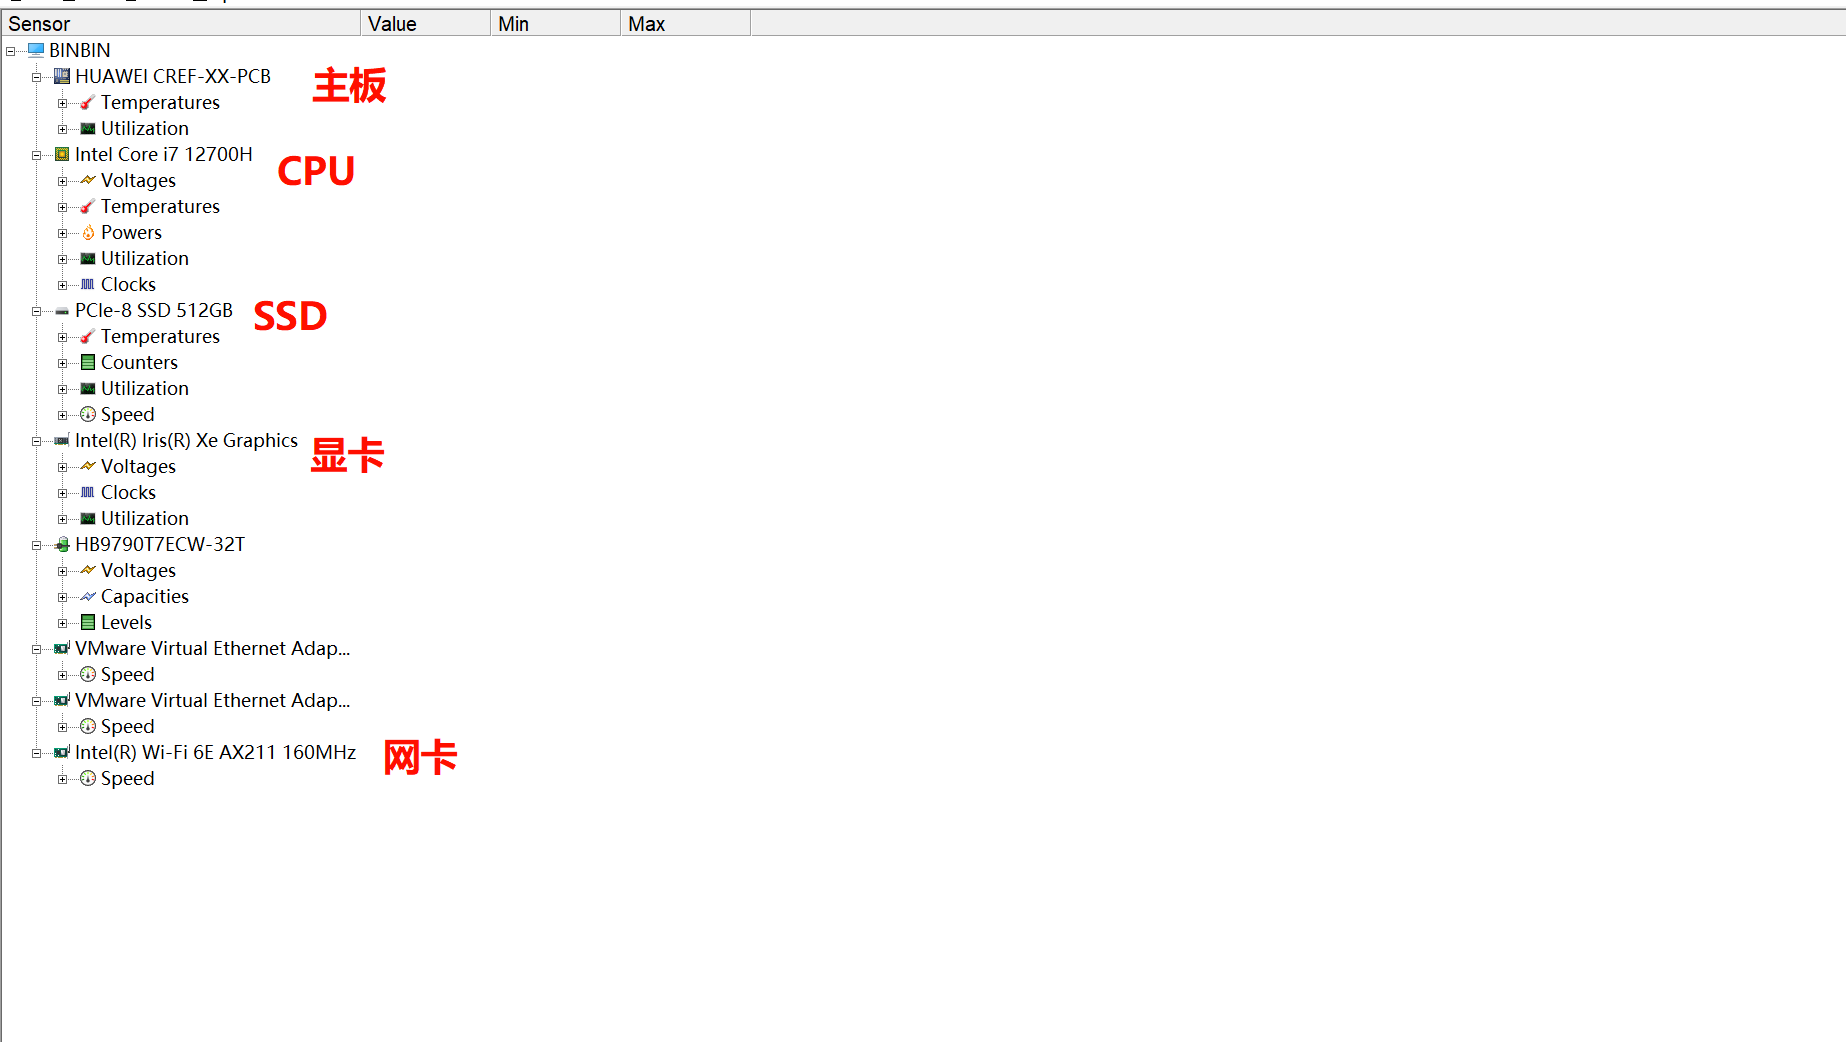 Sensor Value Min Max
BINBIN
HUAWEI CREF-XX-PCB 主板
Temperatures
Utilization
Intel Core i7 12700H CPU
Voltages
Temperatures
Powers
Utilization
Clocks
PCIe-8 SSD 512GB SSD
Temperatures
Counters
Utilization
Speed
Intel(R) Iris(R) Xe Graphics 显卡
Voltages
Clocks
Utilization
HB9790T7ECW-32T
Voltages
Capacities
Levels
VMware Virtual Ethernet Adap...
Speed
VMware Virtual Ethernet Adap...
Speed
Intel(R) Wi-Fi 6E AX211 160MHz 网卡
Speed